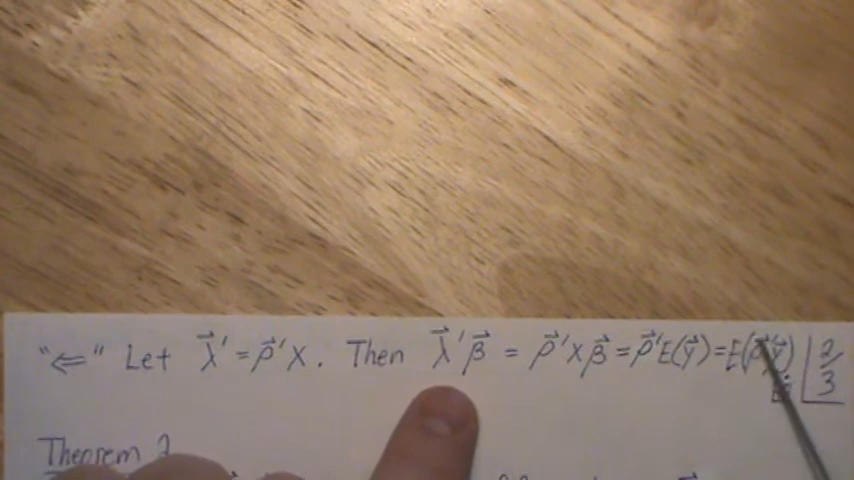 "⇐" Let λ⃗' = ρ⃗'X. Then λ⃗'β⃗ = ρ⃗'Xβ⃗ = ρ⃗'E(y⃗) = E(ρ⃗'y⃗) 2/3
Theorem 2